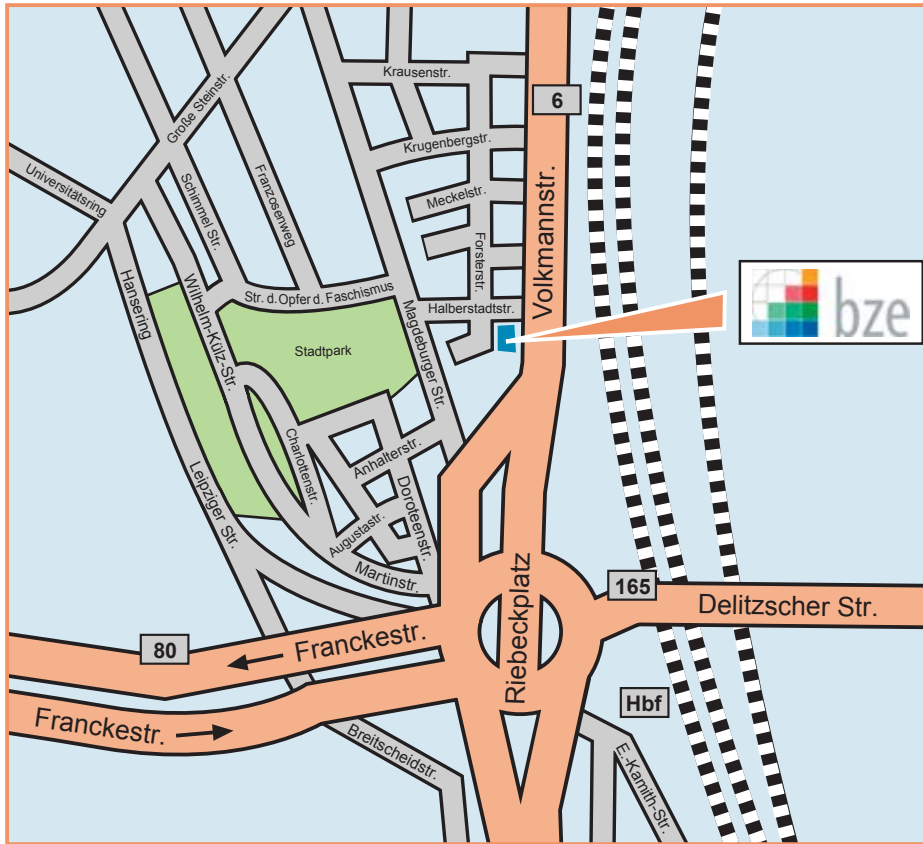 Krausenstr.
6
Große Steinstr.
Krugenbergstr.
Universitätsring
Schimmel Str.
Franzosenweg
Meckelstr.
Forsterstr.
Volkmannstr.
Hansering
Wilhelm-Külz-Str.
Str. d. Opfer d. Faschismus
Magdeburger Str.
Halberstadtstr.
bze
Stadtpark
Charlottenstr.
Anhalterstr.
Doroteenstr.
Leipziger Str.
Augustastr.
Martinstr.
Riebeckplatz
165
Delitzscher Str.
80
Franckestr.
Franckestr.
Hbf
Breitscheidstr.
E.-Kamith-Str.